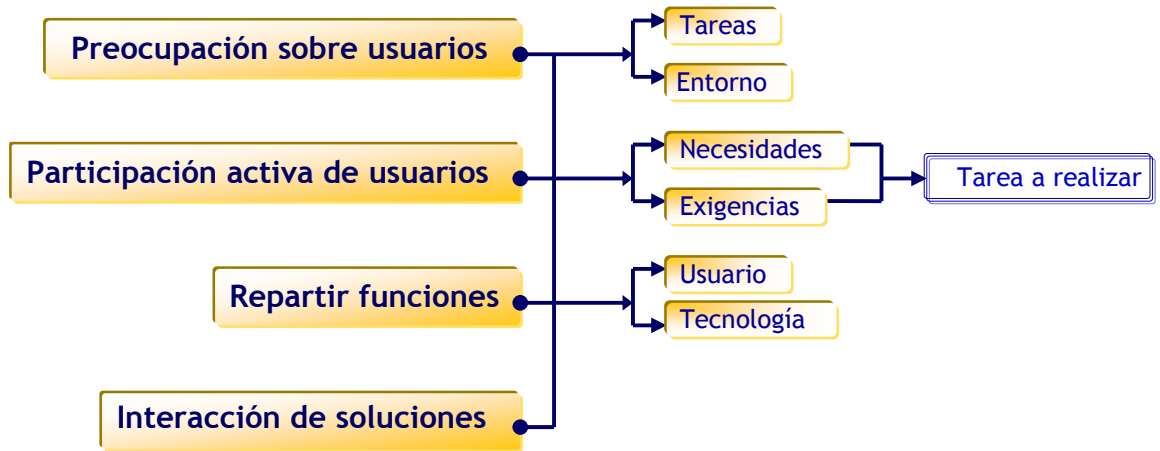 Preocupación sobre usuarios
Tareas
Entorno
Participación activa de usuarios
Necesidades
Exigencias
Tarea a realizar
Repartir funciones
Usuario
Tecnología
Interacción de soluciones